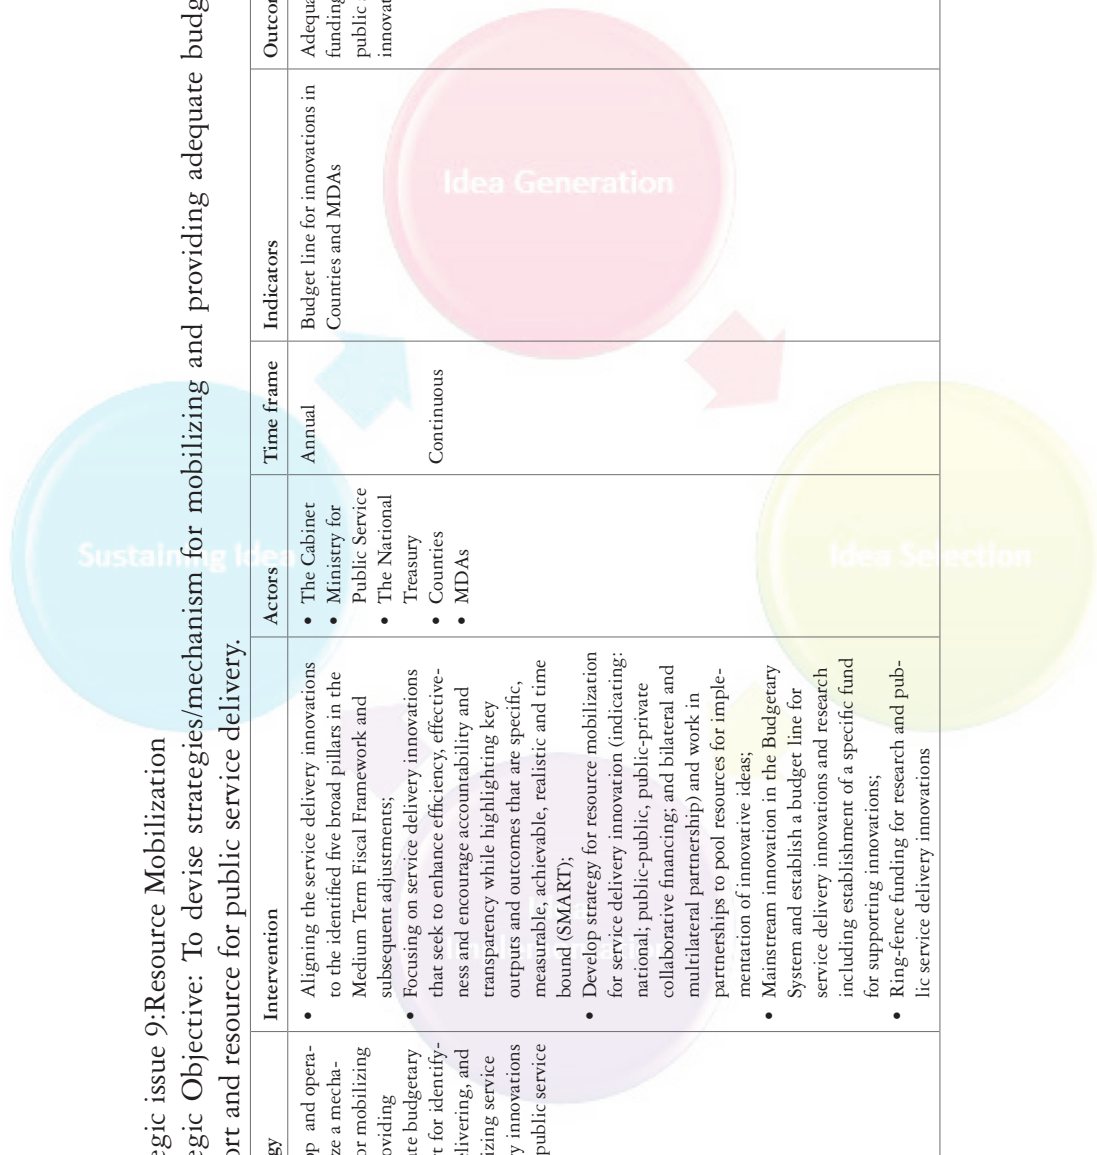 egic issue 9:Resource Mobilization
egic Objective: To devise strategies/mechanism for mobilizing and providing adequate budg
ort and resource for public service delivery.
gy
op and opera-
ze a mecha-
or mobilizing
oviding
ate budgetary
rt for identify-
elivering, and
izing service
y innovations
public service
Intervention
• Aligning the service delivery innovations
to the identified five broad pillars in the
Medium Term Fiscal Framework and
subsequent adjustments;
• Focusing on service delivery innovations
that seek to enhance efficiency, effective-
ness and encourage accountability and
transparency while highlighting key
outputs and outcomes that are specific,
measurable, achievable, realistic and time
bound (SMART);
• Develop strategy for resource mobilization
for service delivery innovation (indicating:
national; public-public, public-private
collaborative financing; and bilateral and
multilateral partnership) and work in
partnerships to pool resources for imple-
mentation of innovative ideas;
• Mainstream innovation in the Budgetary
System and establish a budget line for
service delivery innovations and research
including establishment of a specific fund
for supporting innovations;
• Ring-fence funding for research and pub-
lic service delivery innovations
Actors
• The Cabinet
• Ministry for
Public Service
• The National
Treasury
• Counties
• MDAs
Time frame
Annual
Continuous
Indicators
Budget line for innovations in
Counties and MDAs
Outcor
Adequa
funding
public
innovat
Idea Generation
Sustaining Idea
Idea Selection